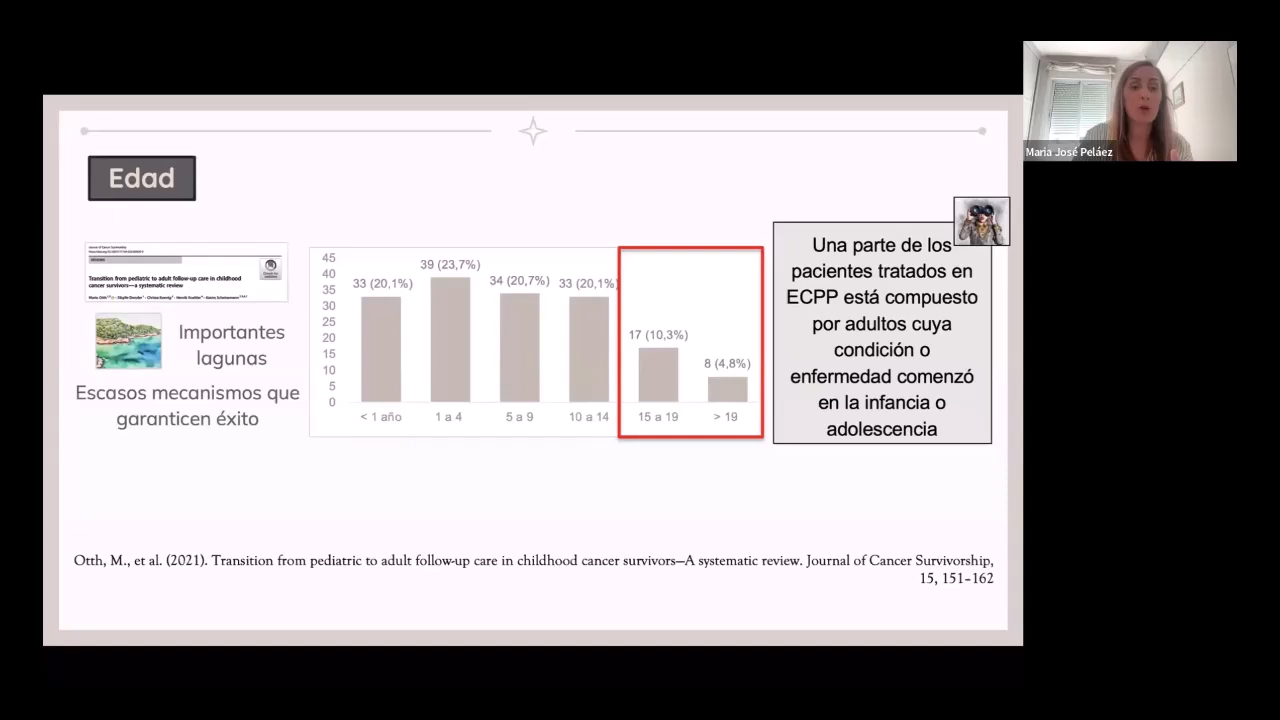 Maria José Peláez
Edad
Transition from pediatric to adult follow-up care in childhood
cancer survivors—a systematic review
Importantes
lagunas
Escasos mecanismos que
garanticen éxito
45
40
35
30
25
20
15
10
5
0
33 (20,1%)
39 (23,7%)
34 (20,7%)
33 (20,1%)
17 (10,3%)
8 (4,8%)
< 1 año
1 a 4
5 a 9
10 a 14
15 a 19
> 19
Una parte de los
pacientes tratados en
ECPP está compuesto
por adultos cuya
condición o
enfermedad comenzó
en la infancia o
adolescencia
Otth, M., et al. (2021). Transition from pediatric to adult follow-up care in childhood cancer survivors—A systematic review. Journal of Cancer Survivorship,
15, 151-162